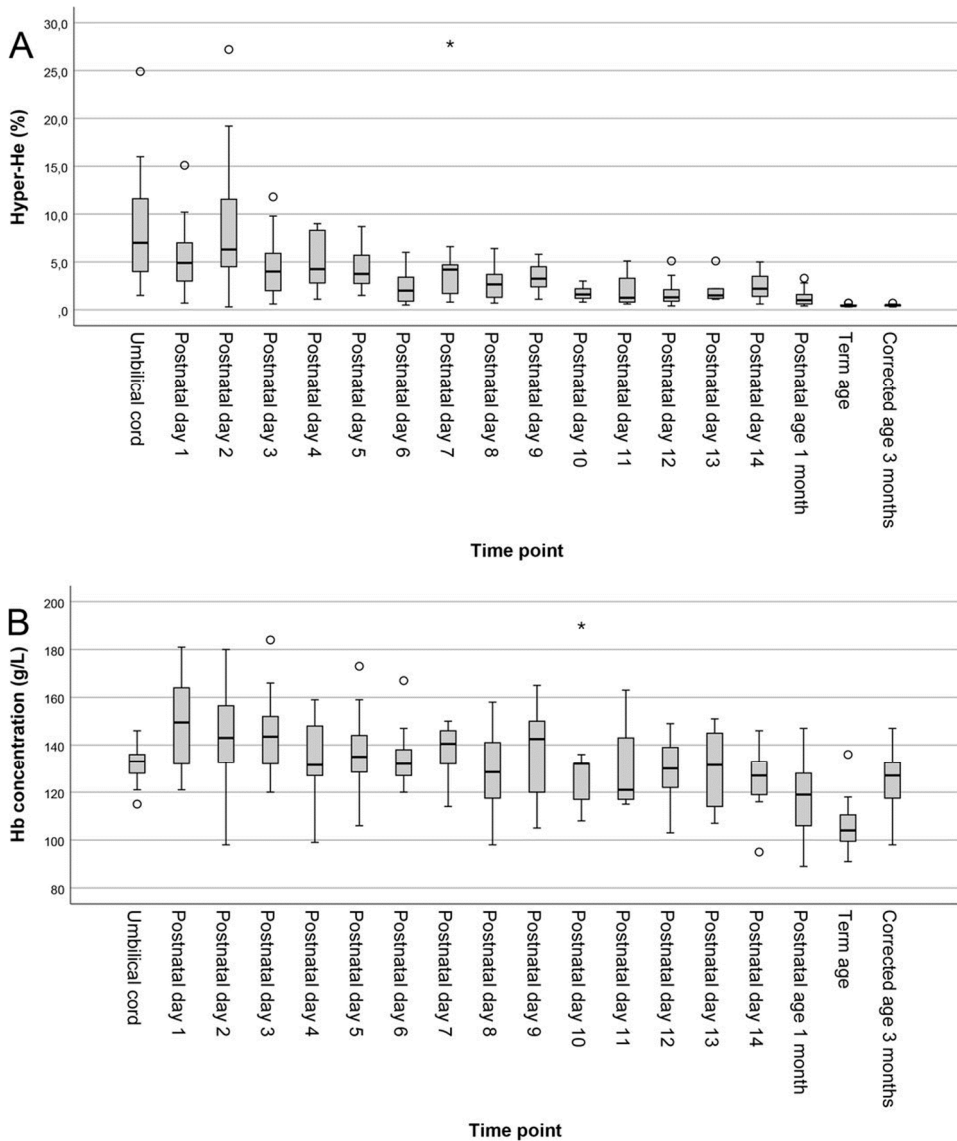 A
Hyper-He (%)
30,0
25,0
20,0
15,0
10,0
5,0
,0
Umbilical cord
Postnatal day 1
Postnatal day 2
Postnatal day 3
Postnatal day 4
Postnatal day 5
Postnatal day 6
Postnatal day 7
Postnatal day 8
Postnatal day 9
Postnatal day 10
Postnatal day 11
Postnatal day 12
Postnatal day 13
Postnatal day 14
Postnatal age 1 month
Term age
Corrected age 3 months
Time point
B
Hb concentration (g/L)
200
180
160
140
120
100
80
Umbilical cord
Postnatal day 1
Postnatal day 2
Postnatal day 3
Postnatal day 4
Postnatal day 5
Postnatal day 6
Postnatal day 7
Postnatal day 8
Postnatal day 9
Postnatal day 10
Postnatal day 11
Postnatal day 12
Postnatal day 13
Postnatal day 14
Postnatal age 1 month
Term age
Corrected age 3 months
Time point